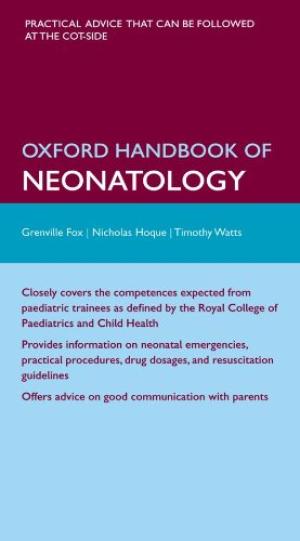 PRACTICAL ADVICE THAT CAN BE FOLLOWED
AT THE COT-SIDE
OXFORD HANDBOOK OF
NEONATOLOGY
Grenville Fox | Nicholas Hoque | Timothy Watts
Closely covers the competences expected from
paediatric trainees as defined by the Royal College of
Paediatrics and Child Health
Provides information on neonatal emergencies,
practical procedures, drug dosages, and resuscitation
guidelines
Offers advice on good communication with parents